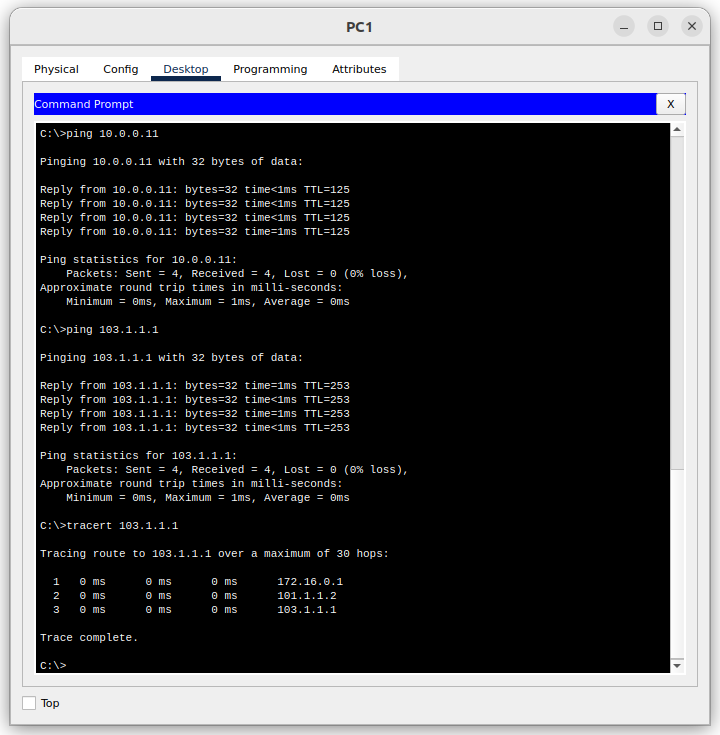 PC1
Physical Config Desktop Programming Attributes
Command Prompt X
C:\>ping 10.0.0.11
Pinging 10.0.0.11 with 32 bytes of data:
Reply from 10.0.0.11: bytes=32 time<1ms TTL=125
Reply from 10.0.0.11: bytes=32 time<1ms TTL=125
Reply from 10.0.0.11: bytes=32 time<1ms TTL=125
Reply from 10.0.0.11: bytes=32 time=1ms TTL=125
Ping statistics for 10.0.0.11:
Packets: Sent = 4, Received = 4, Lost = 0 (0% loss),
Approximate round trip times in milli-seconds:
Minimum = 0ms, Maximum = 1ms, Average = 0ms
C:\>ping 103.1.1.1
Pinging 103.1.1.1 with 32 bytes of data:
Reply from 103.1.1.1: bytes=32 time=1ms TTL=253
Reply from 103.1.1.1: bytes=32 time<1ms TTL=253
Reply from 103.1.1.1: bytes=32 time=1ms TTL=253
Reply from 103.1.1.1: bytes=32 time<1ms TTL=253
Ping statistics for 103.1.1.1:
Packets: Sent = 4, Received = 4, Lost = 0 (0% loss),
Approximate round trip times in milli-seconds:
Minimum = 0ms, Maximum = 1ms, Average = 0ms
C:\>tracert 103.1.1.1
Tracing route to 103.1.1.1 over a maximum of 30 hops:
1 0 ms 0 ms 0 ms 172.16.0.1
2 0 ms 0 ms 0 ms 101.1.1.2
3 0 ms 0 ms 0 ms 103.1.1.1
Trace complete.
C:\>
Top